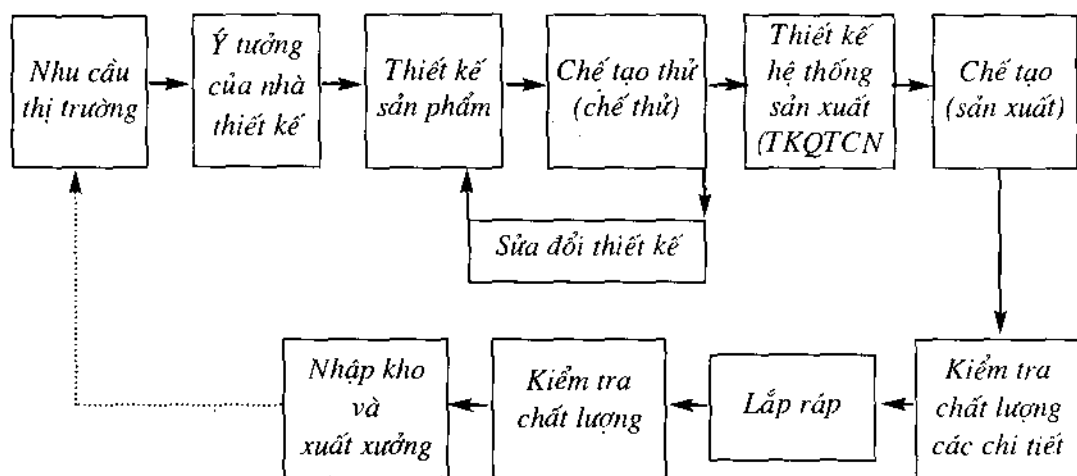 Nhu cầu
thị trường
Ý tưởng
của nhà
thiết kế
Thiết kế
sản phẩm
Chế tạo thử
(chế thử)
Thiết kế
hệ thống
sản xuất
(TKQTCN
Chế tạo
(sản xuất)
Sửa đổi thiết kế
Kiểm tra
chất lượng
các chi tiết
Lắp ráp
Kiểm tra
chất lượng
Nhập kho
và
xuất xưởng